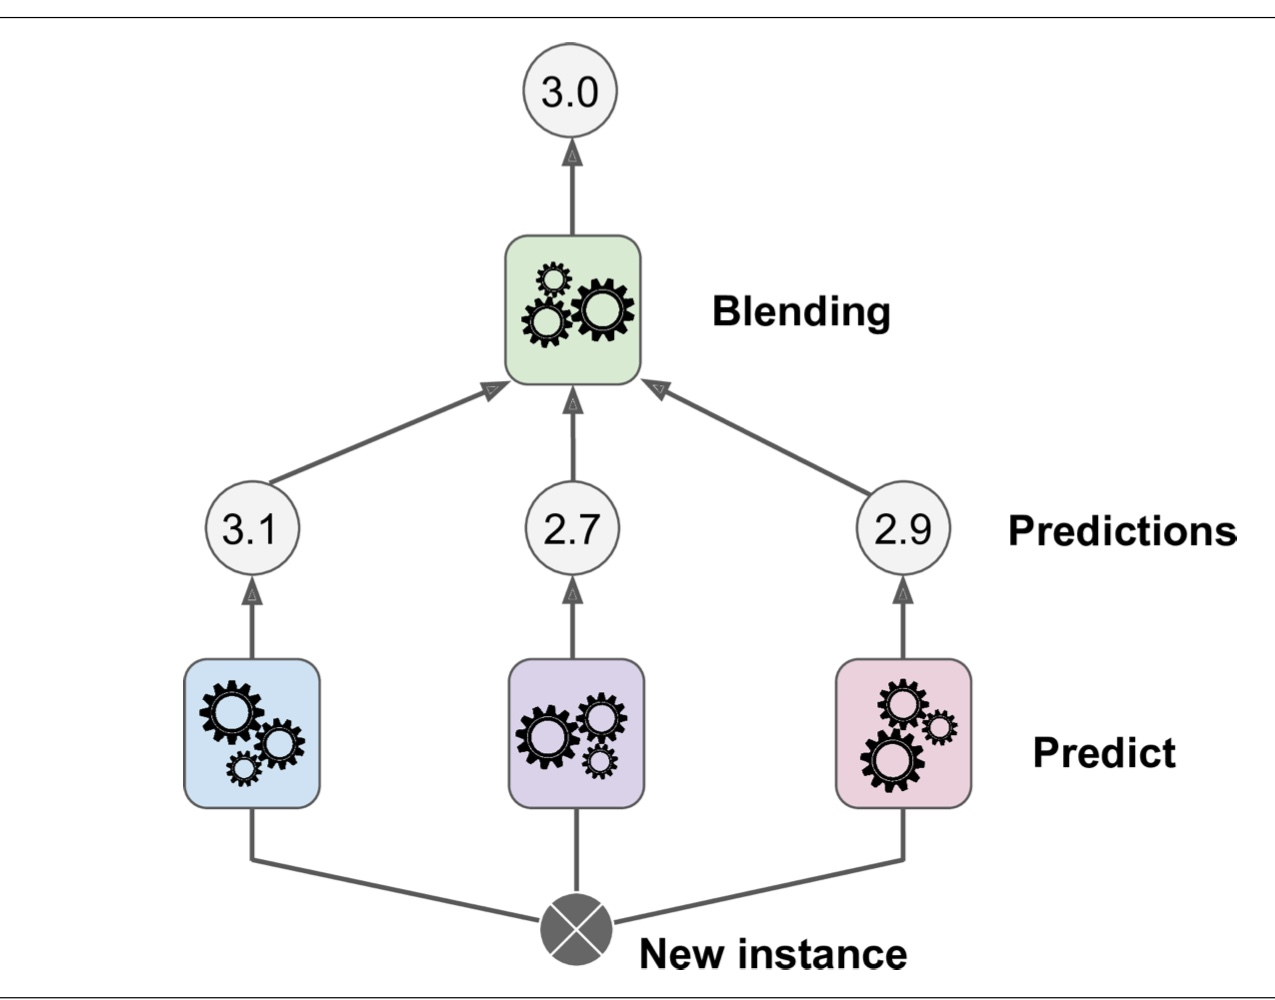 3.0
Blending
3.1
2.7
2.9
Predictions
Predict
New instance